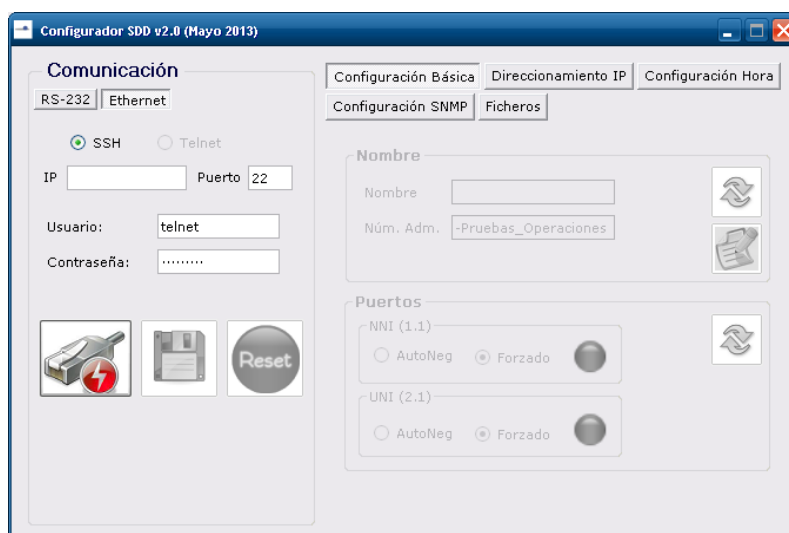 Configurador SDD v2.0 (Mayo 2013)
Comunicación
RS-232 Ethernet
SSH Telnet
IP Puerto 22
Usuario: telnet
Contraseña: ·········
Reset
Configuración Básica Direccionamiento IP Configuración Hora
Configuración SNMP Ficheros
Nombre
Nombre
Núm. Adm. -Pruebas_Operaciones
Puertos
NNI (1.1)
AutoNeg Forzado
UNI (2.1)
AutoNeg Forzado